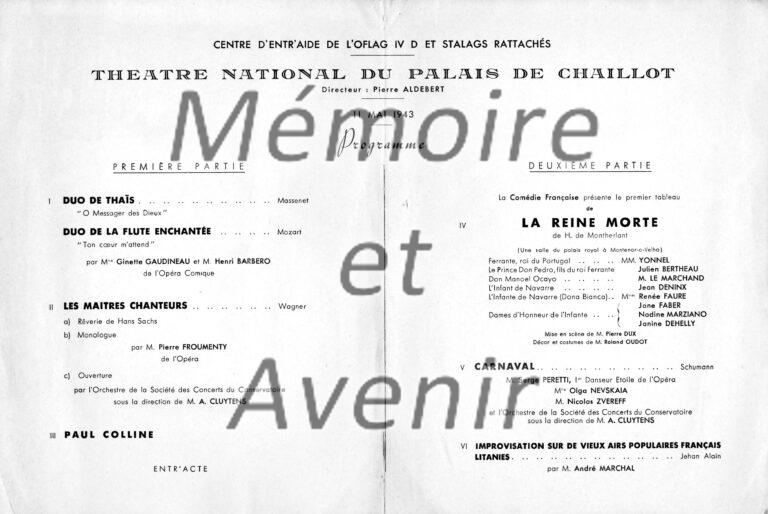 CENTRE D'ENTR'AIDE DE L'OFLAG IV D ET STALAGS RATTACHÉS
THEATRE NATIONAL DU PALAIS DE CHAILLOT
Directeur : Pierre ALDEBERT
11 MAI 1943
Programme
PREMIÈRE PARTIE
I DUO DE THAÏS . . . . . . . . . . Massenet
"O Messager des Dieux"
DUO DE LA FLUTE ENCHANTÉE . . . . . Mozart
"Ton cœur m'attend"
par Mme Ginette GAUDINEAU et M. Henri BARBERO
de l'Opéra Comique
II LES MAITRES CHANTEURS . . . . . . . Wagner
a) Rêverie de Hans Sachs
b) Monologue
par M. Pierre FROUMENTY
de l'Opéra
c) Ouverture
par l'Orchestre de la Société des Concerts du Conservatoire
sous la direction de M. A. CLUYTENS
III PAUL COLLINE
ENTR'ACTE
DEUXIÈME PARTIE
La Comédie Française présente le premier tableau
de
IV LA REINE MORTE
de H. de Montherlant
(Une salle du palais royal à Montemor-o-Velho)
Ferrante, roi du Portugal . . . . MM. YONNEL
Le Prince Don Pedro, fils du roi Ferrante Julien BERTHEAU
Don Manoel Ocayo . . . . . M. LE MARCHAND
L'Infant de Navarre . . . . . Jean DENINX
L'Infante de Navarre (Dona Bianca) . . Mmes Renée FAURE
Dames d'Honneur de l'Infante . . { Jane FABER
Nadine MARZIANO
Janine DEHELLY
Mise en scène de M. Pierre DUX
Décor et costumes de M. Roland OUDOT
V CARNAVAL . . . . . . . . . . Schumann
M. Serge PERETTI, 1er Danseur Etoile de l'Opéra
Mlle Olga NEVSKAIA
M. Nicolas ZVEREFF
et l'Orchestre de la Société des Concerts du Conservatoire
sous la direction de M. A. CLUYTENS
VI IMPROVISATION SUR DE VIEUX AIRS POPULAIRES FRANÇAIS
LITANIES . . . . . . . . . . . . . Jehan Alain
par M. André MARCHAL
Mémoire
et
Avenir